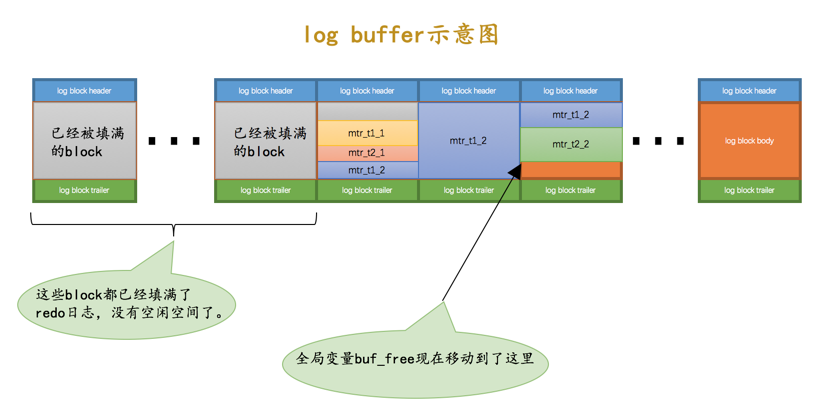 log buffer示意图
log block header
log block header
log block header
log block header
log block header
log block header
已经被填满
的block
已经被填满
的block
mtr_t1_1
mtr_t2_1
mtr_t1_2
mtr_t1_2
mtr_t1_2
mtr_t2_2
log block body
log block trailer
log block trailer
log block trailer
log block trailer
log block trailer
log block trailer
这些block都已经填满了
redo日志，没有空闲空间了。
全局变量buf_free现在移动到了这里